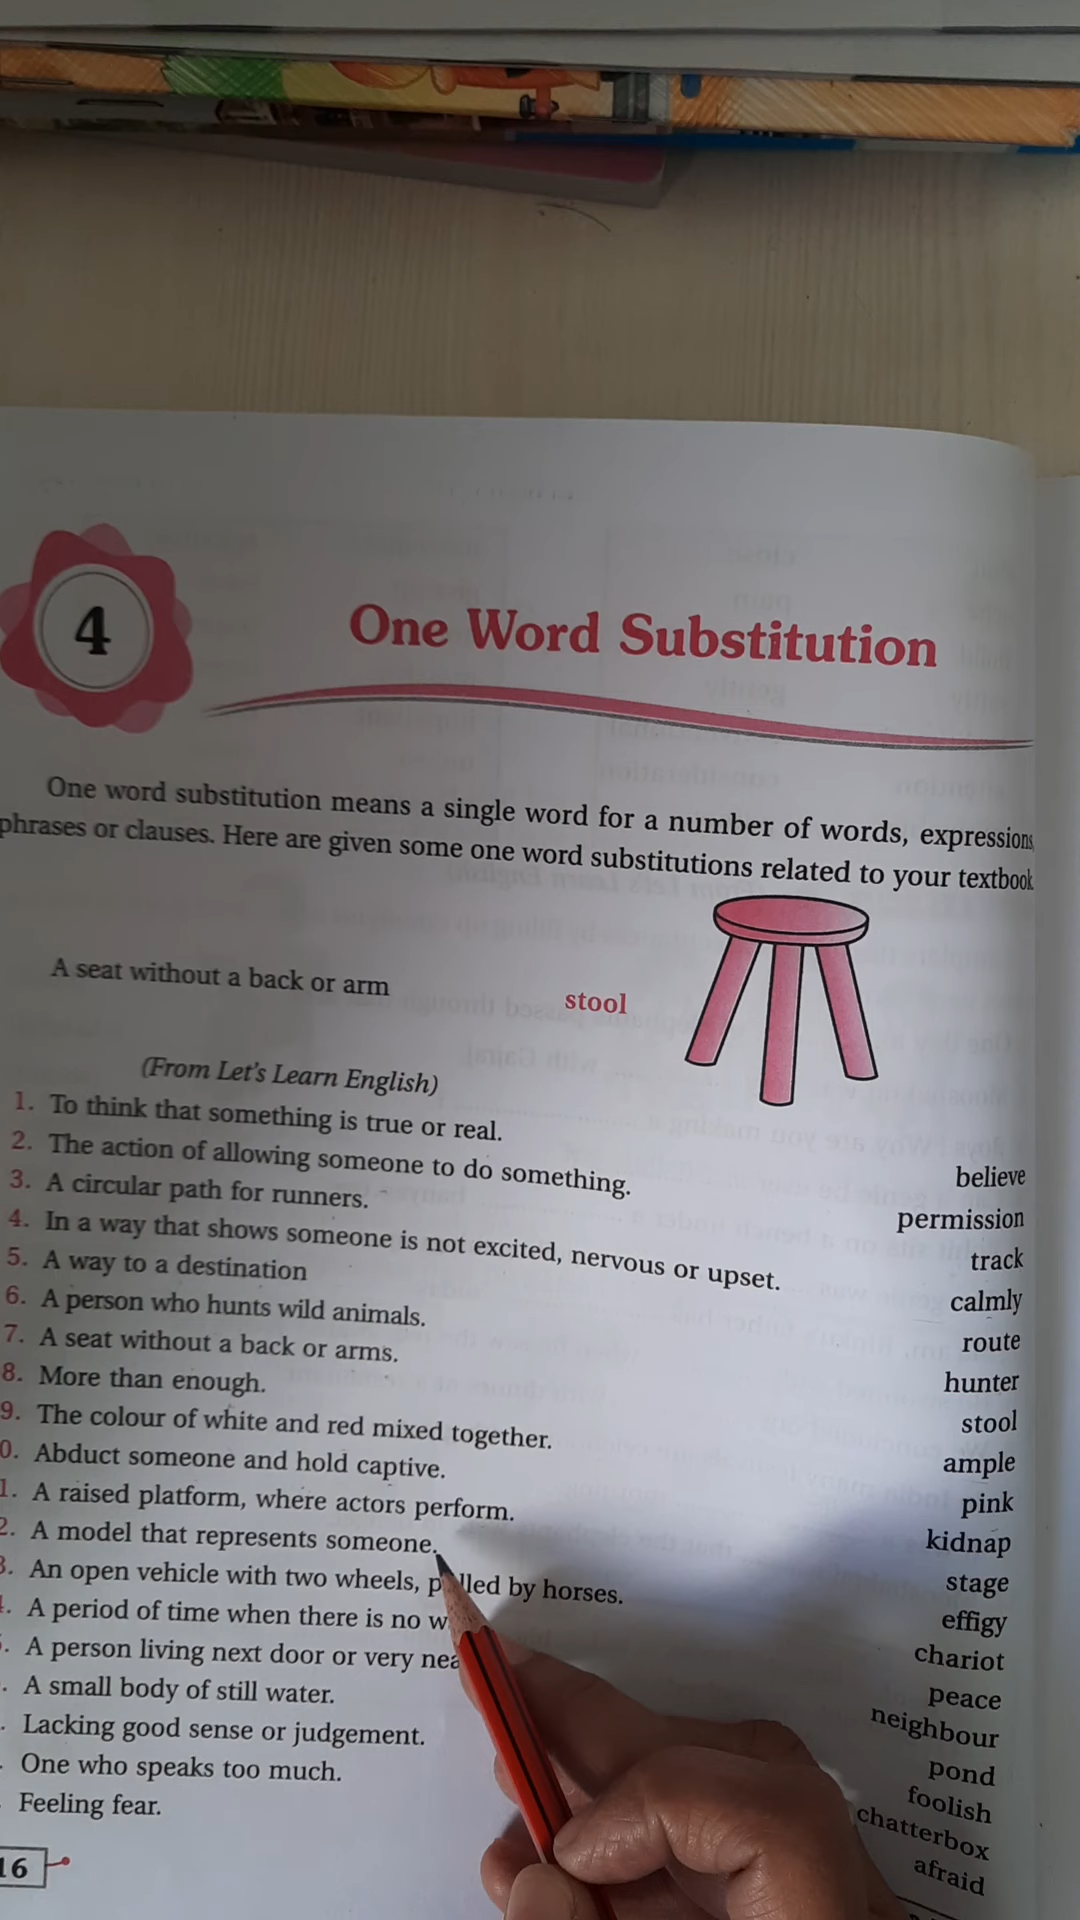 4
One Word Substitution
One word substitution means a single word for a number of words, expressions,
phrases or clauses. Here are given some one word substitutions related to your textbook
A seat without a back or arm stool
(From Let's Learn English)
1. To think that something is true or real. believe
2. The action of allowing someone to do something. permission
3. A circular path for runners. track
4. In a way that shows someone is not excited, nervous or upset. calmly
5. A way to a destination route
6. A person who hunts wild animals. hunter
7. A seat without a back or arms. stool
8. More than enough. ample
9. The colour of white and red mixed together. pink
0. Abduct someone and hold captive. kidnap
1. A raised platform, where actors perform. stage
2. A model that represents someone. effigy
3. An open vehicle with two wheels, pulled by horses. chariot
4. A period of time when there is no peace
. A person living next door or very neighbour
. A small body of still water. pond
. Lacking good sense or judgement. foolish
. One who speaks too much. chatterbox
Feeling fear. afraid
16